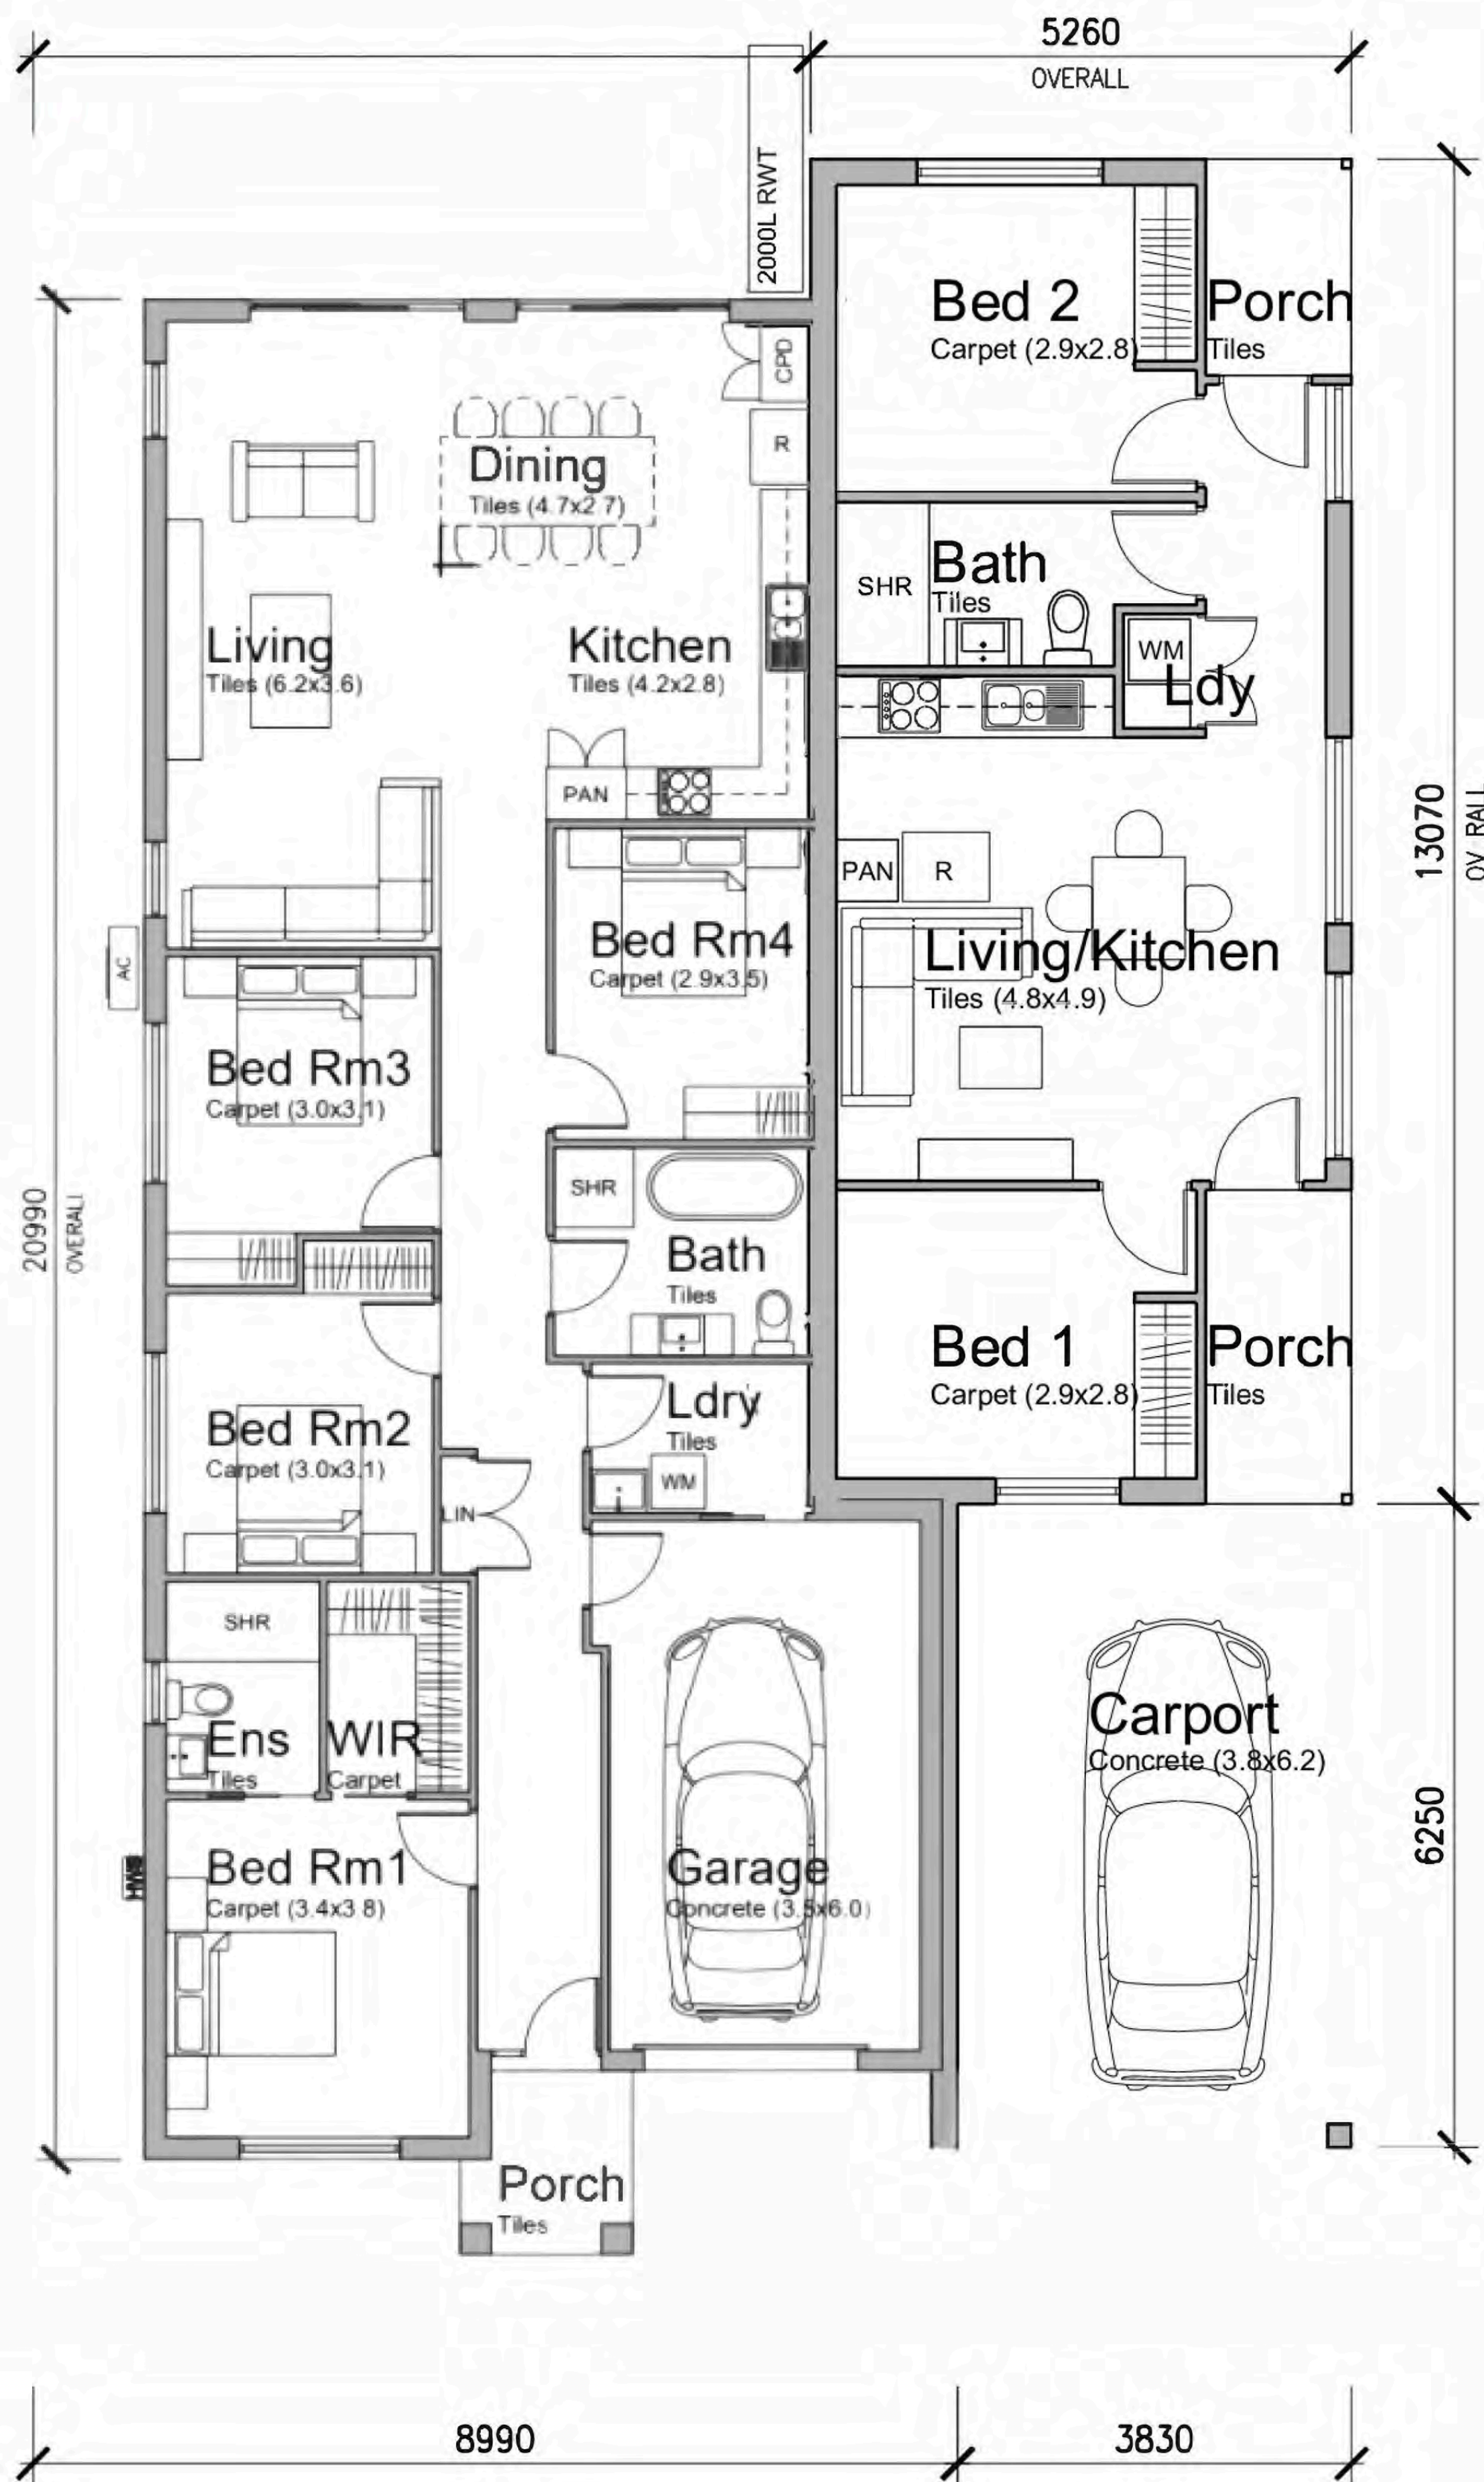 5260
OVERALL
2000L RWT
Bed 2
Carpet (2.9x2.8)
Porch
Tiles
CPD
R
Dining
Tiles (4.7x2 7)
SHR
Bath
Tiles
WM
Ldy
Living
Tiles (6.2x3.6)
Kitchen
Tiles (4.2x2.8)
PAN
PAN
R
13070
OV RALL
AC
Bed Rm4
Carpet (2.9x3.5)
Living/Kitchen
Tiles (4.8x4.9)
Bed Rm3
Carpet (3.0x3.1)
20990
OVERALL
SHR
Bath
Tiles
Bed 1
Carpet (2.9x2.8)
Porch
Tiles
Ldry
Tiles
WM
Bed Rm2
Carpet (3.0x3.1)
LIN
SHR
Ens
Tiles
WIR
Carpet
Carport
Concrete (3.8x6.2)
6250
HWS
Bed Rm1
Carpet (3.4x3 8)
Garage
Concrete (3.5x6.0)
Porch
Tiles
8990
3830